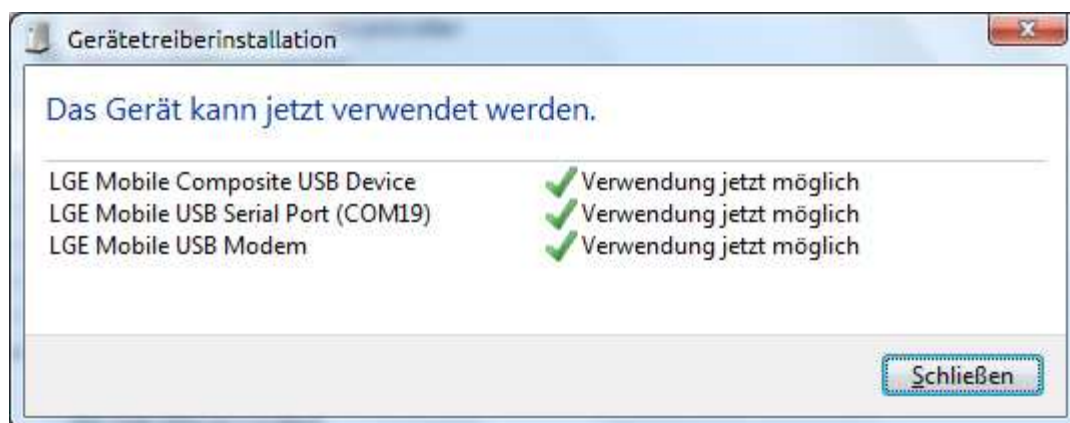 Gerätetreiberinstallation
Das Gerät kann jetzt verwendet werden.
LGE Mobile Composite USB Device Verwendung jetzt möglich
LGE Mobile USB Serial Port (COM19) Verwendung jetzt möglich
LGE Mobile USB Modem Verwendung jetzt möglich
Schließen